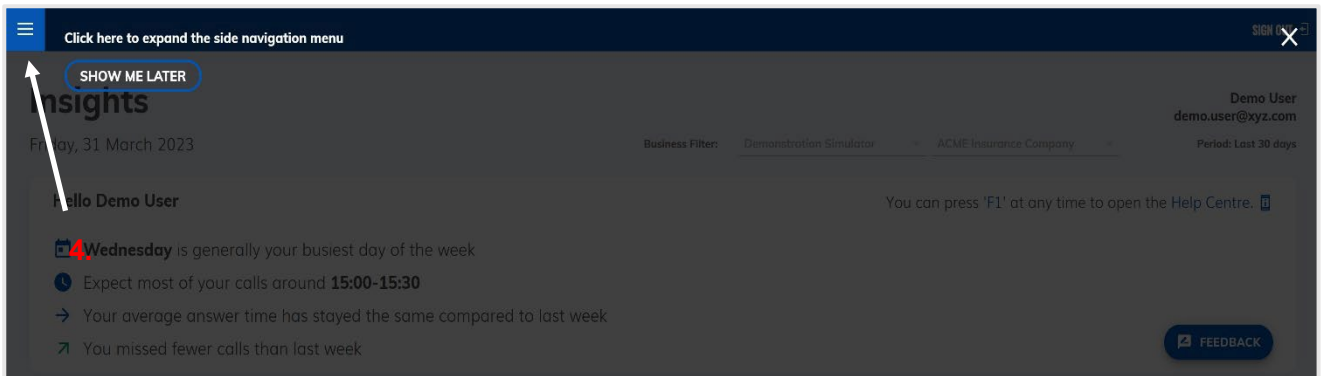 Click here to expand the side navigation menu
SIGN OUT
SHOW ME LATER
Insights
Demo User
demo.user@xyz.com
Friday, 31 March 2023
Business Filter: Demonstration Simulator ACME Insurance Company Period: Last 30 days
Hello Demo User
You can press 'F1' at any time to open the Help Centre.
4.
Wednesday is generally your busiest day of the week
Expect most of your calls around 15:00-15:30
Your average answer time has stayed the same compared to last week
You missed fewer calls than last week
FEEDBACK